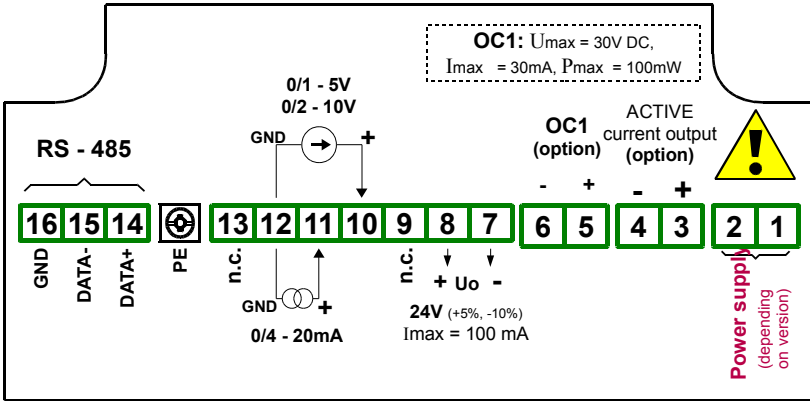 OC1: Umax = 30V DC,
Imax = 30mA, Pmax = 100mW
0/1 - 5V
0/2 - 10V
GND
+
RS - 485
OC1
(option)
- +
ACTIVE
current output
(option)
- +
!
16 15 14 13 12 11 10 9 8 7 6 5 4 3 2 1
GND
DATA-
DATA+
PE
n.c.
GND +
0/4 - 20mA
n.c.
+ Uo -
24V (+5%, -10%)
Imax = 100 mA
Power supply
(depending
on version)